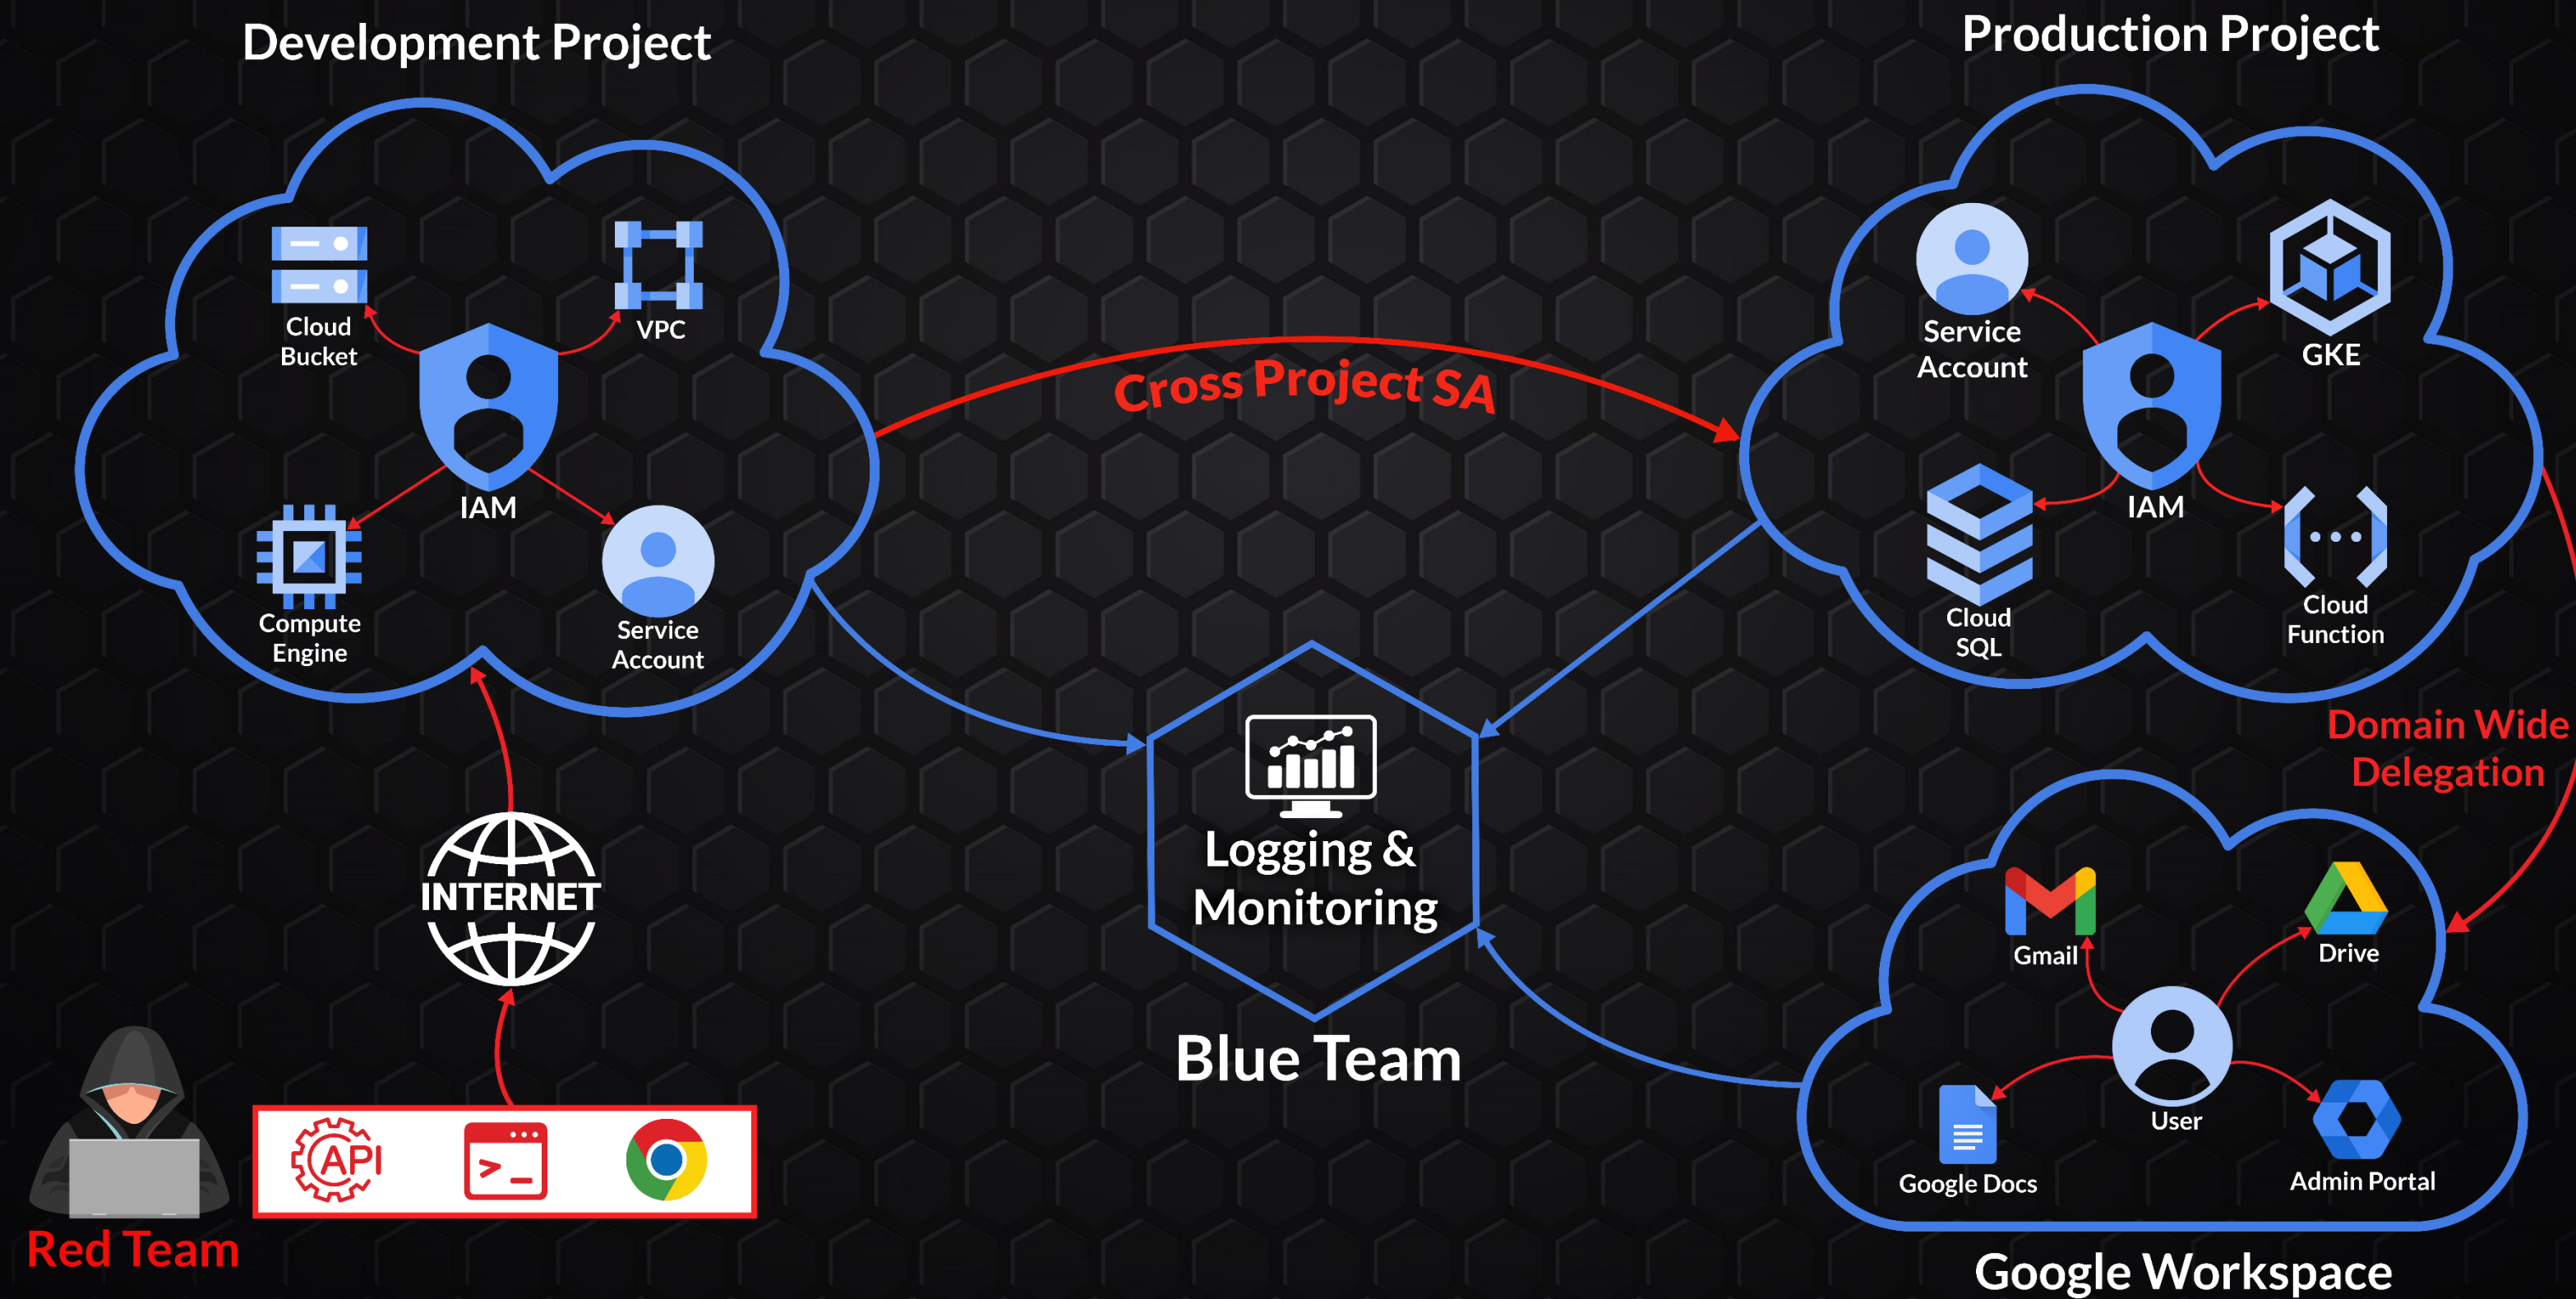 Development Project
Cloud
Bucket
VPC
IAM
Compute
Engine
Service
Account
Cross Project SA
Production Project
Service
Account
GKE
IAM
Cloud
SQL
Cloud
Function
Domain Wide
Delegation
INTERNET
Logging &
Monitoring
Blue Team
Red Team
API
>_
Gmail
Drive
User
Google Docs
Admin Portal
Google Workspace